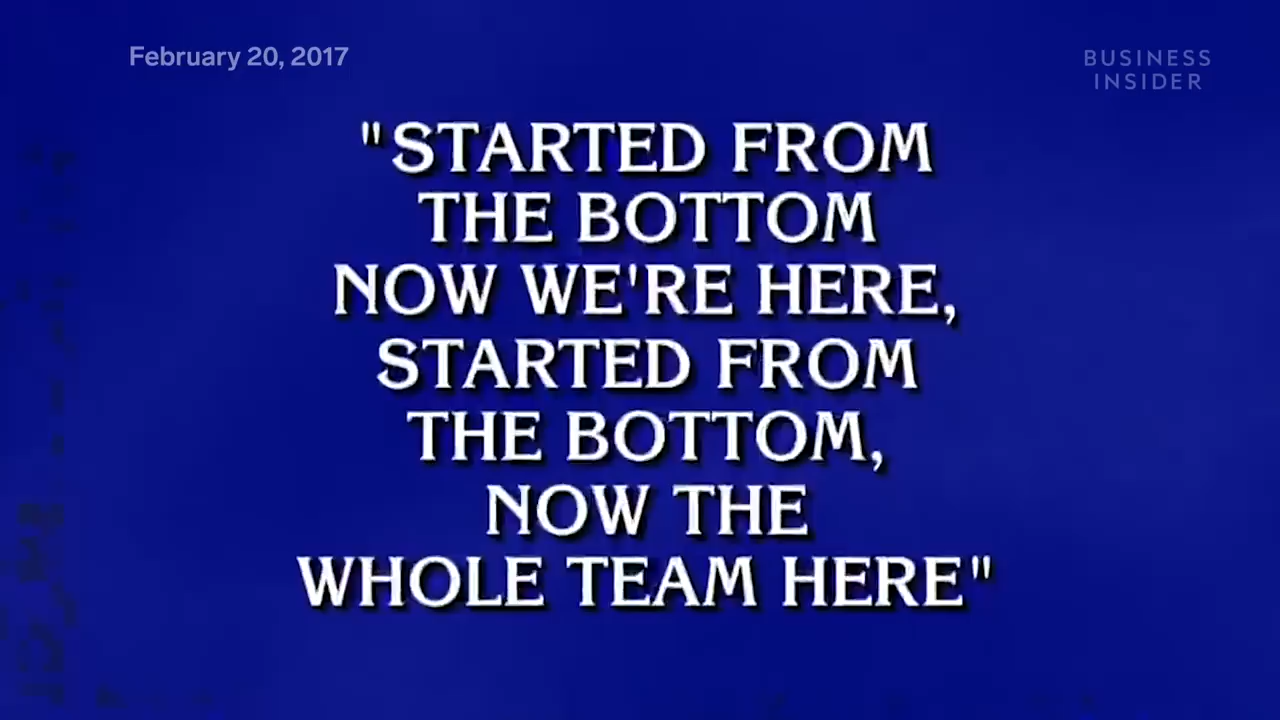 February 20, 2017
BUSINESS
INSIDER
"STARTED FROM
THE BOTTOM
NOW WE'RE HERE,
STARTED FROM
THE BOTTOM,
NOW THE
WHOLE TEAM HERE"